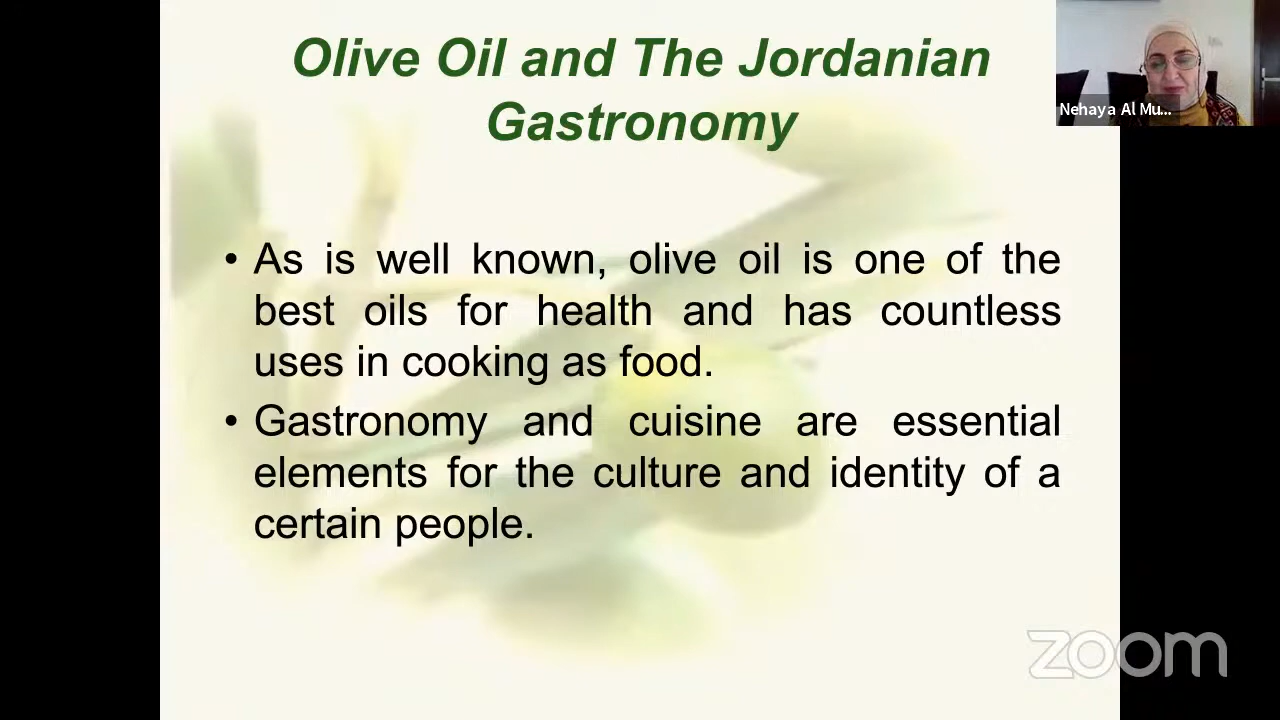 Olive Oil and The Jordanian
Gastronomy
Nehaya Al Mu...
• As is well known, olive oil is one of the
best oils for health and has countless
uses in cooking as food.
• Gastronomy and cuisine are essential
elements for the culture and identity of a
certain people.
zoom